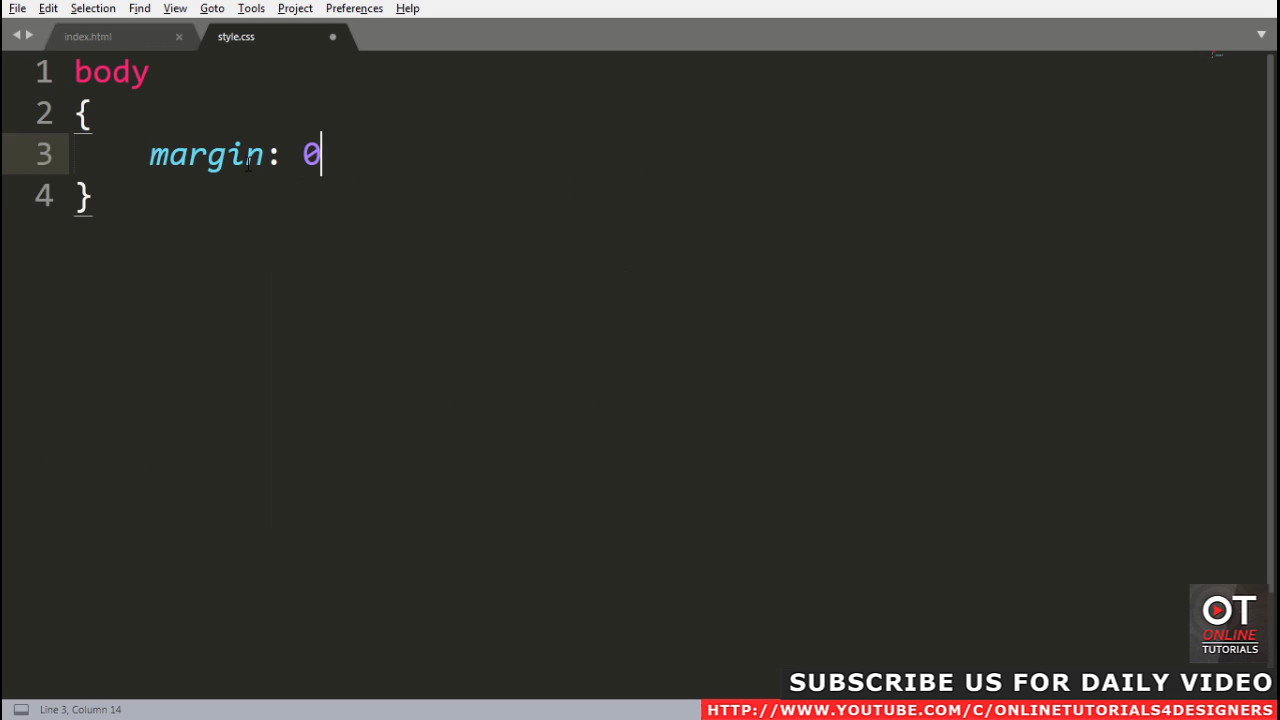 File Edit Selection Find View Goto Tools Project Preferences Help
index.html × style.css
1 body
2 {
3 margin: 0
4 }
OT
ONLINE
TUTORIALS
SUBSCRIBE US FOR DAILY VIDEO
Line 3, Column 14
HTTP://WWW.YOUTUBE.COM/C/ONLINETUTORIALS4DESIGNERS